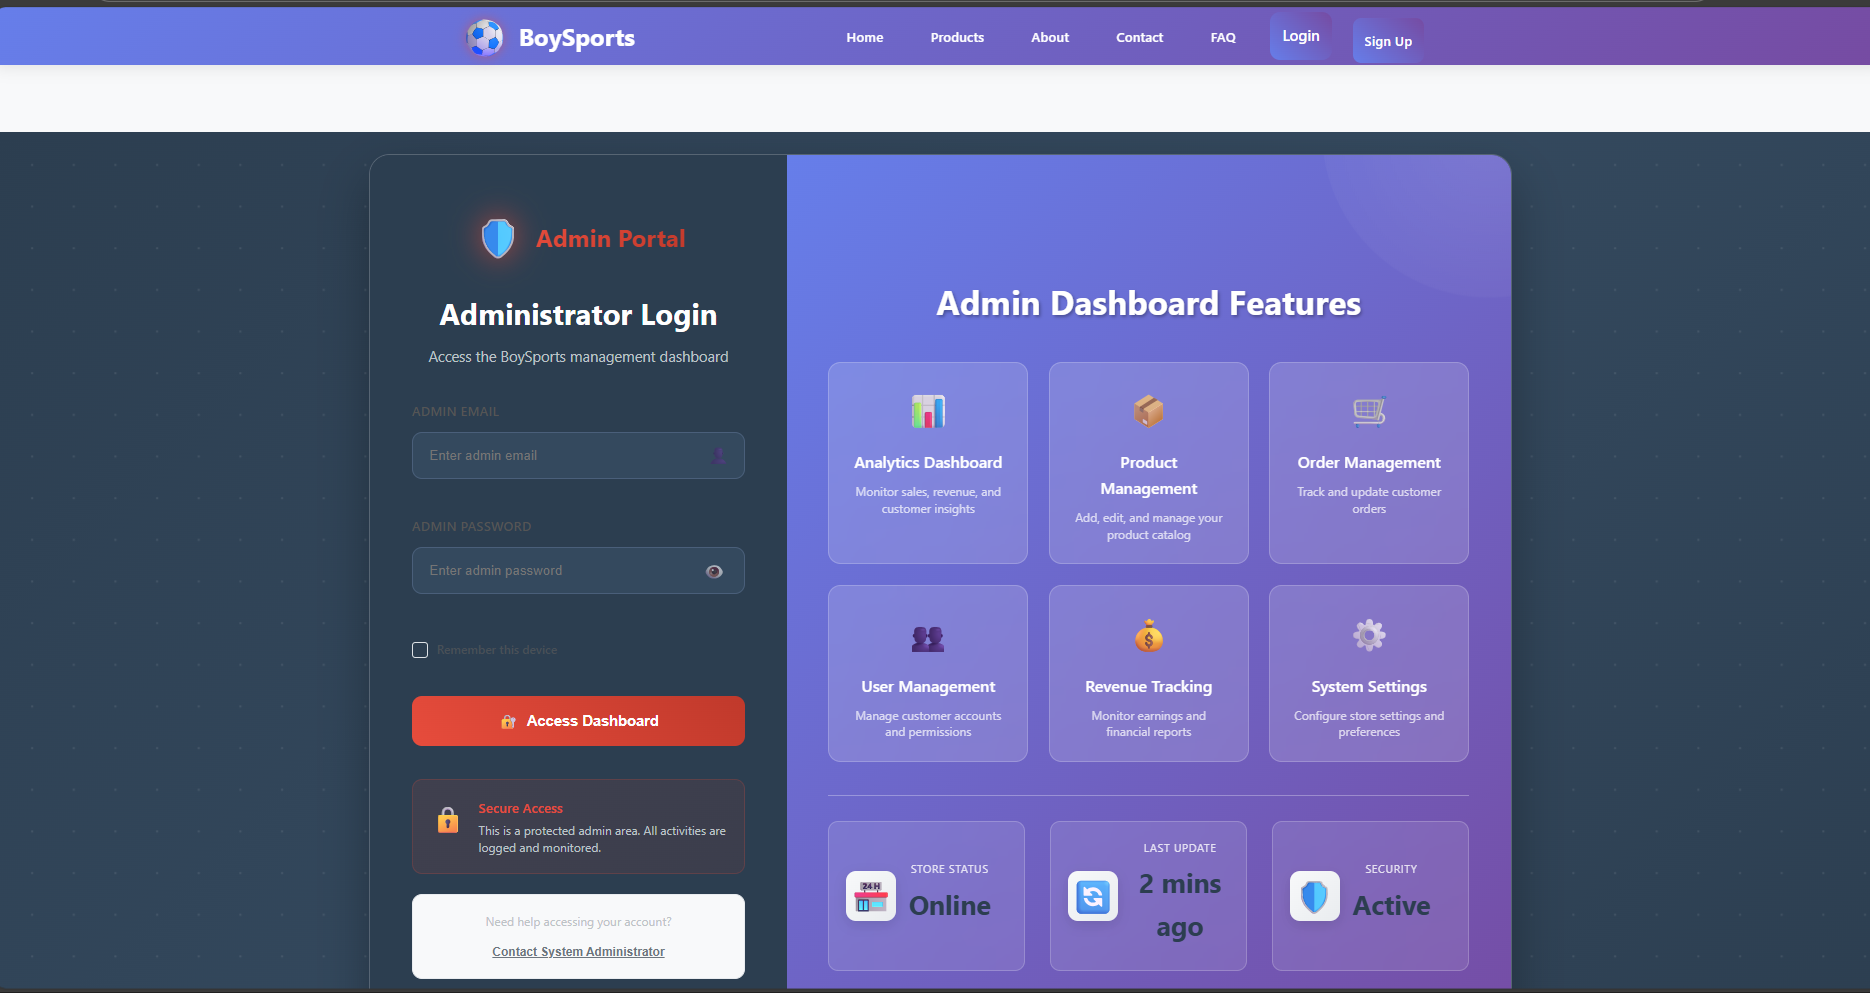 BoySports
Home
Products
About
Contact
FAQ
Login
Sign Up
Admin Portal
Administrator Login
Access the BoySports management dashboard
ADMIN EMAIL
Enter admin email
ADMIN PASSWORD
Enter admin password
Remember this device
Access Dashboard
Secure Access
This is a protected admin area. All activities are
logged and monitored.
Need help accessing your account?
Contact System Administrator
Admin Dashboard Features
Analytics Dashboard
Monitor sales, revenue, and
customer insights
Product
Management
Add, edit, and manage your
product catalog
Order Management
Track and update customer
orders
User Management
Manage customer accounts
and permissions
Revenue Tracking
Monitor earnings and
financial reports
System Settings
Configure store settings and
preferences
24 H
STORE STATUS
Online
LAST UPDATE
2 mins
ago
SECURITY
Active